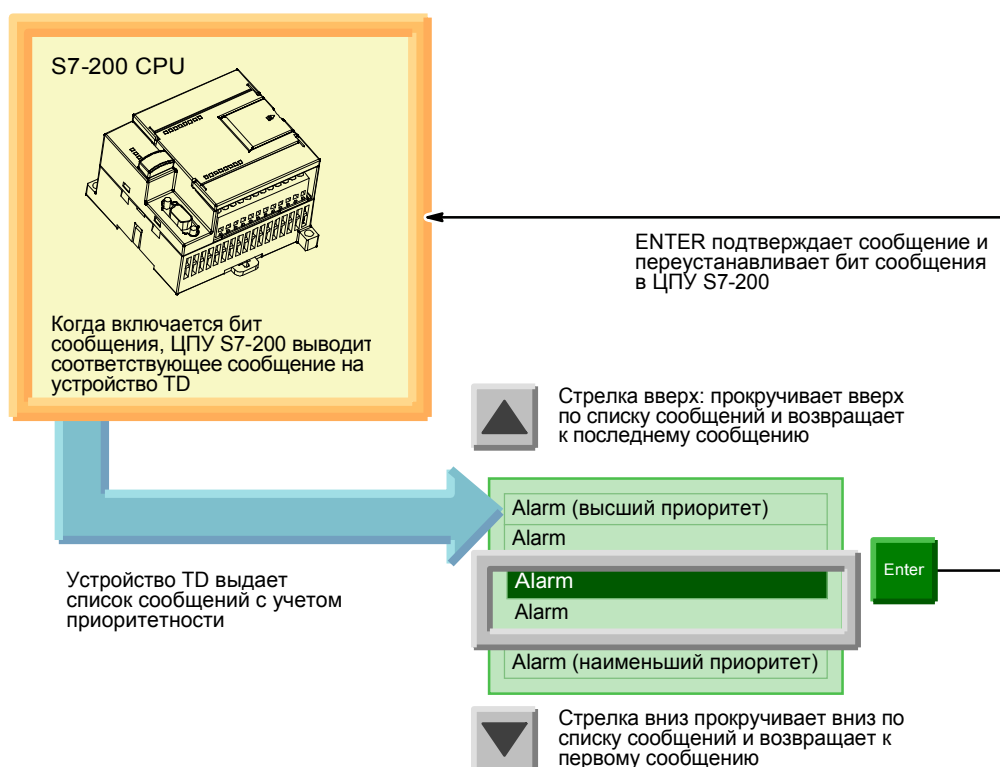 S7-200 CPU
Когда включается бит
сообщения, ЦПУ S7-200 выводит
соответствующее сообщение на
устройство TD
ENTER подтверждает сообщение и
переустанавливает бит сообщения
в ЦПУ S7-200
Стрелка вверх: прокручивает вверх
по списку сообщений и возвращает
к последнему сообщению
Alarm (высший приоритет)
Alarm
Alarm
Alarm
Alarm (наименьший приоритет)
Enter
Устройство TD выдает
список сообщений с учетом
приоритетности
Стрелка вниз прокручивает вниз по
списку сообщений и возвращает к
первому сообщению